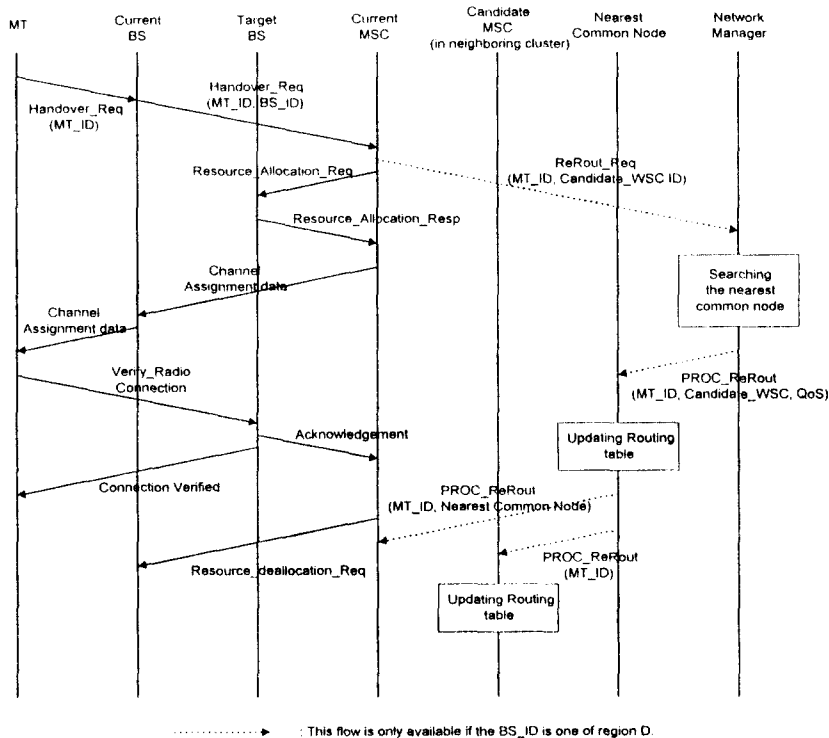 MT
Current
BS
Target
BS
Current
MSC
Candidate
MSC
(in neighboring cluster)
Nearest
Common Node
Network
Manager
Handover_Req
(MT_ID)
Handover_Req
(MT_ID, BS_ID)
Resource_Allocation_Req
ReRout_Req
(MT_ID, Candidate_WSC ID)
Resource_Allocation_Resp
Searching
the nearest
common node
Channel
Assignment data
Channel
Assignment data
PROC_ReRout
(MT_ID, Candidate_WSC, QoS)
Verify_Radio
Connection
Acknowledgement
Updating Routing
table
Connection Verified
PROC_ReRout
(MT_ID, Nearest Common Node)
PROC_ReRout
(MT_ID)
Resource_deallocation_Req
Updating Routing
table
: This flow is only available if the BS_ID is one of region D.